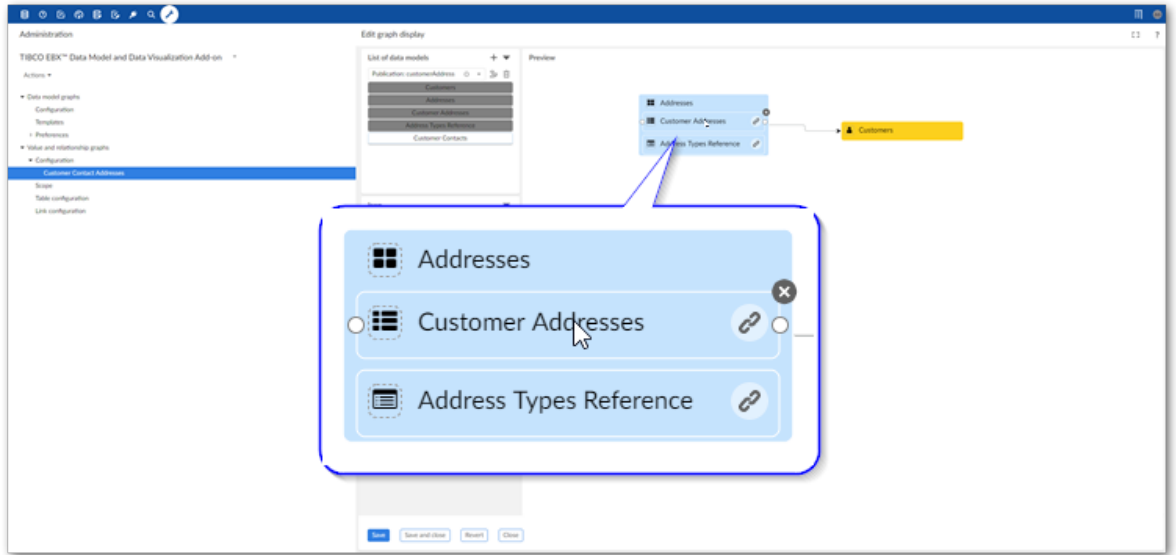 Administration
Edit graph display
?
TIBCO EBX™ Data Model and Data Visualization Add-on
Actions
Data model graphs
Configuration
Templates
Preferences
Value and relationship graphs
Configuration
Customer Contact Addresses
Scope
Table configuration
Link configuration
List of data models
Publication: customerAddress
Customers
Addresses
Customer Addresses
Address Types Reference
Customer Contacts
Preview
Addresses
Customer Addresses
Address Types Reference
Customers
Addresses
Customer Addresses
Address Types Reference
Save
Save and close
Revert
Close